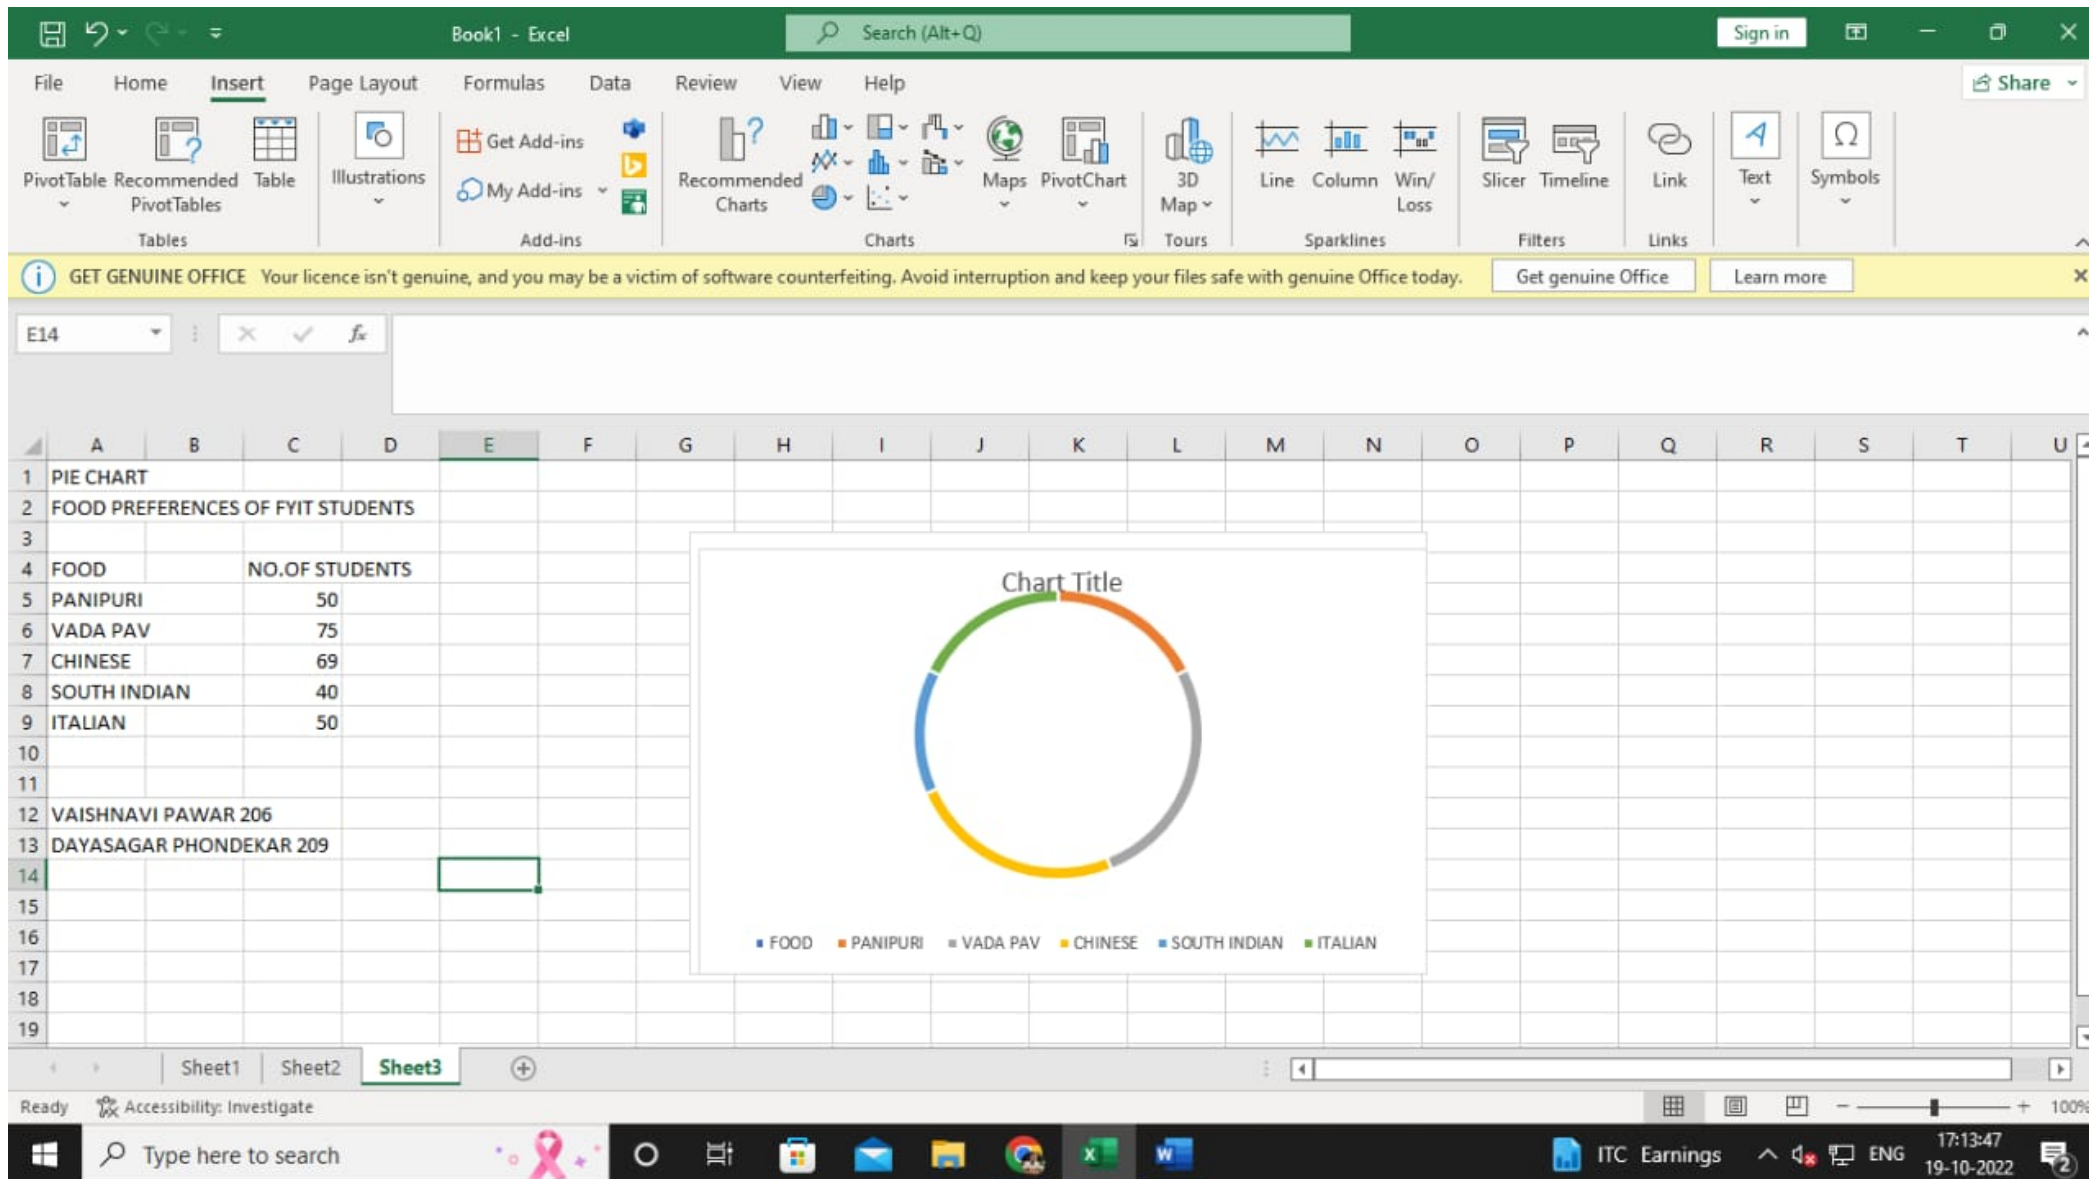 Book1 - Excel
Search (Alt+Q)
Sign in
File Home Insert Page Layout Formulas Data Review View Help
Share
PivotTable Recommended PivotTables Table
Illustrations
Get Add-ins
My Add-ins
Recommended Charts
Maps PivotChart
3D Map
Line Column Win/Loss
Slicer Timeline
Link
Text
Symbols
Tables Add-ins Charts Tours Sparklines Filters Links
GET GENUINE OFFICE Your licence isn't genuine, and you may be a victim of software counterfeiting. Avoid interruption and keep your files safe with genuine Office today. Get genuine Office Learn more
E14 fx
A B C D E F G H I J K L M N O P Q R S T U
1 PIE CHART
2 FOOD PREFERENCES OF FYIT STUDENTS
3
4 FOOD NO.OF STUDENTS
5 PANIPURI 50
6 VADA PAV 75
7 CHINESE 69
8 SOUTH INDIAN 40
9 ITALIAN 50
10
11
12 VAISHNAVI PAWAR 206
13 DAYASAGAR PHONDEKAR 209
14
15
16
17
18
19
Chart Title
FOOD PANIPURI VADA PAV CHINESE SOUTH INDIAN ITALIAN
Sheet1 Sheet2 Sheet3
Ready Accessibility: Investigate 100%
Type here to search
ITC Earnings
ENG
17:13:47
19-10-2022
2